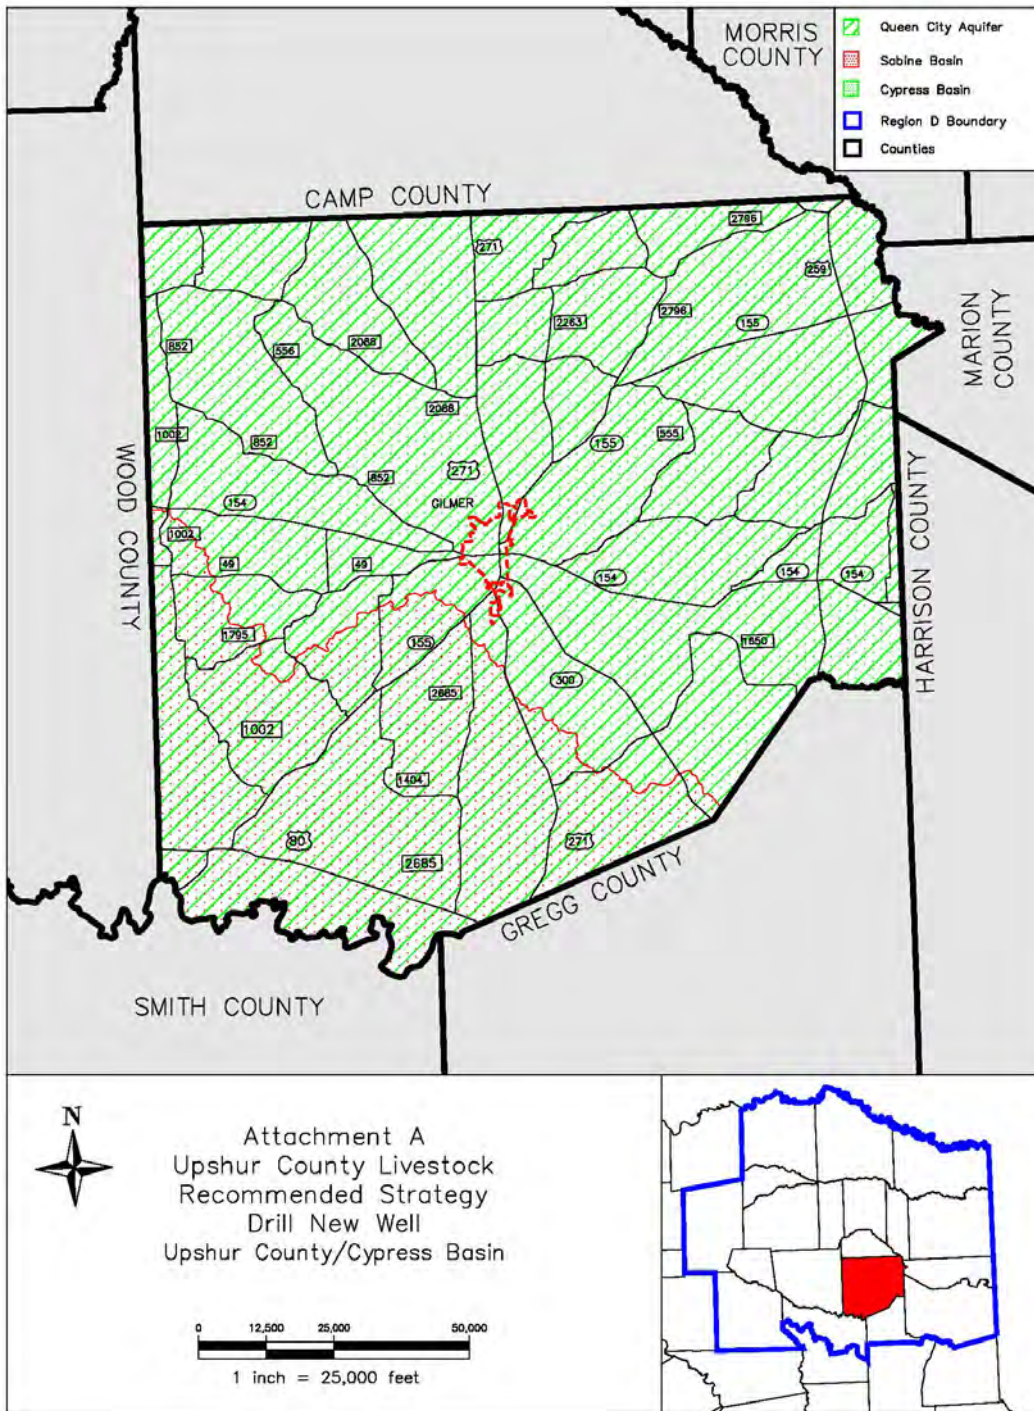 MORRIS
COUNTY
Queen City Aquifer
Sabine Basin
Cypress Basin
Region D Boundary
Counties
CAMP COUNTY
2796
271
259
2263
2796
155
852
556
2088
MARION
COUNTY
2088
1002
852
155
555
852
271
WOOD COUNTY
154
GILMER
HARRISON COUNTY
1002
49
49
154
154
154
1795
155
1650
300
2685
1002
1404
80
2685
271
GREGG COUNTY
SMITH COUNTY
N
Attachment A
Upshur County Livestock
Recommended Strategy
Drill New Well
Upshur County/Cypress Basin
0 12,500 25,000 50,000
1 inch = 25,000 feet